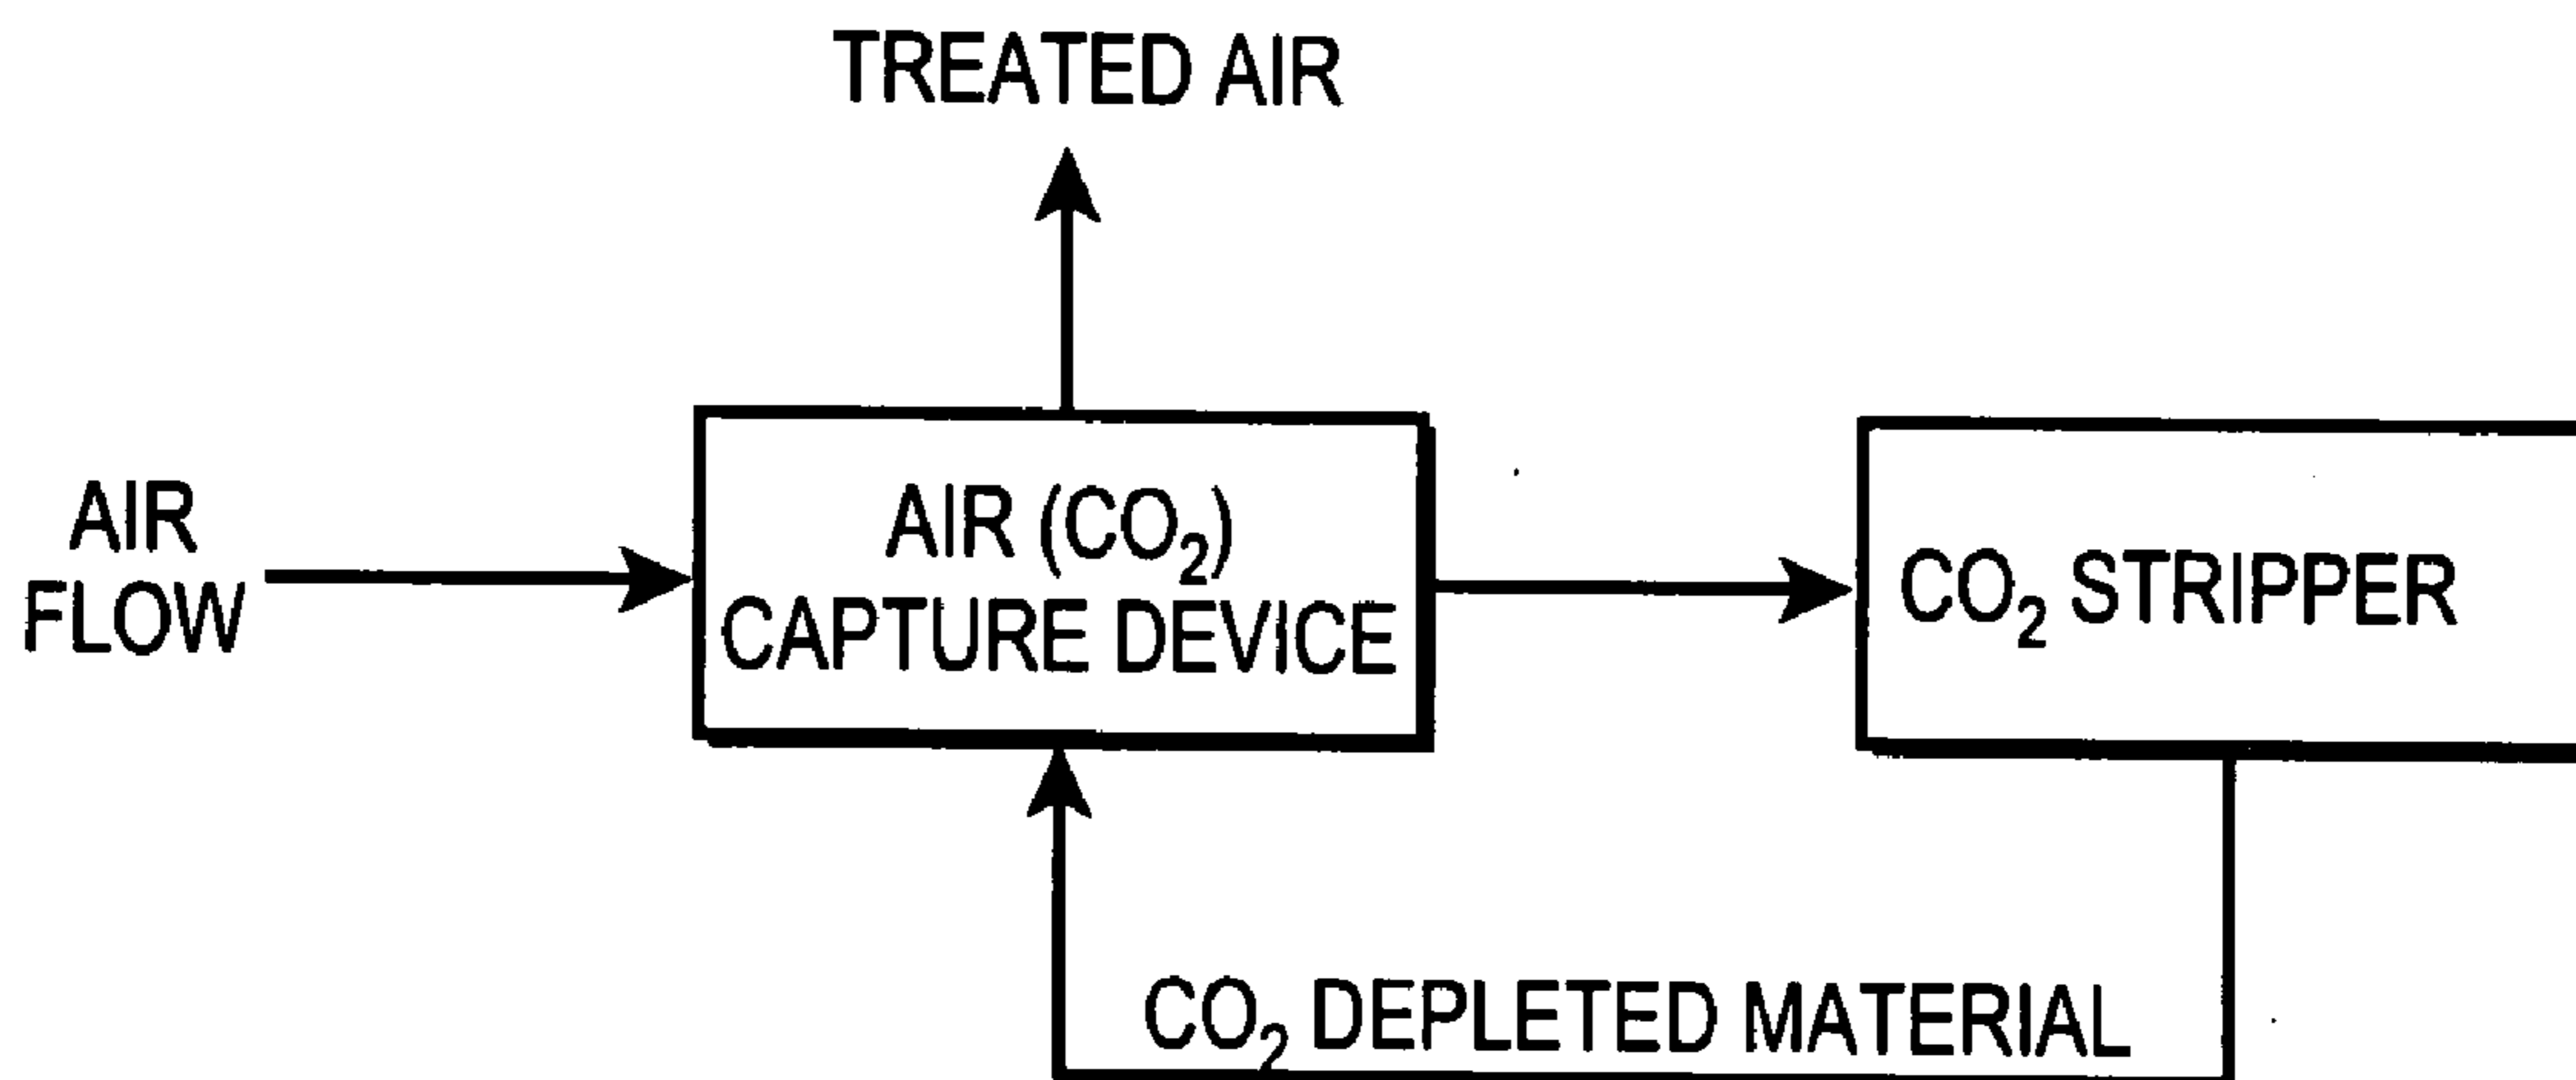 TREATED AIR
AIR
FLOW
AIR (CO₂)
CAPTURE DEVICE
CO₂ STRIPPER
CO₂ DEPLETED MATERIAL